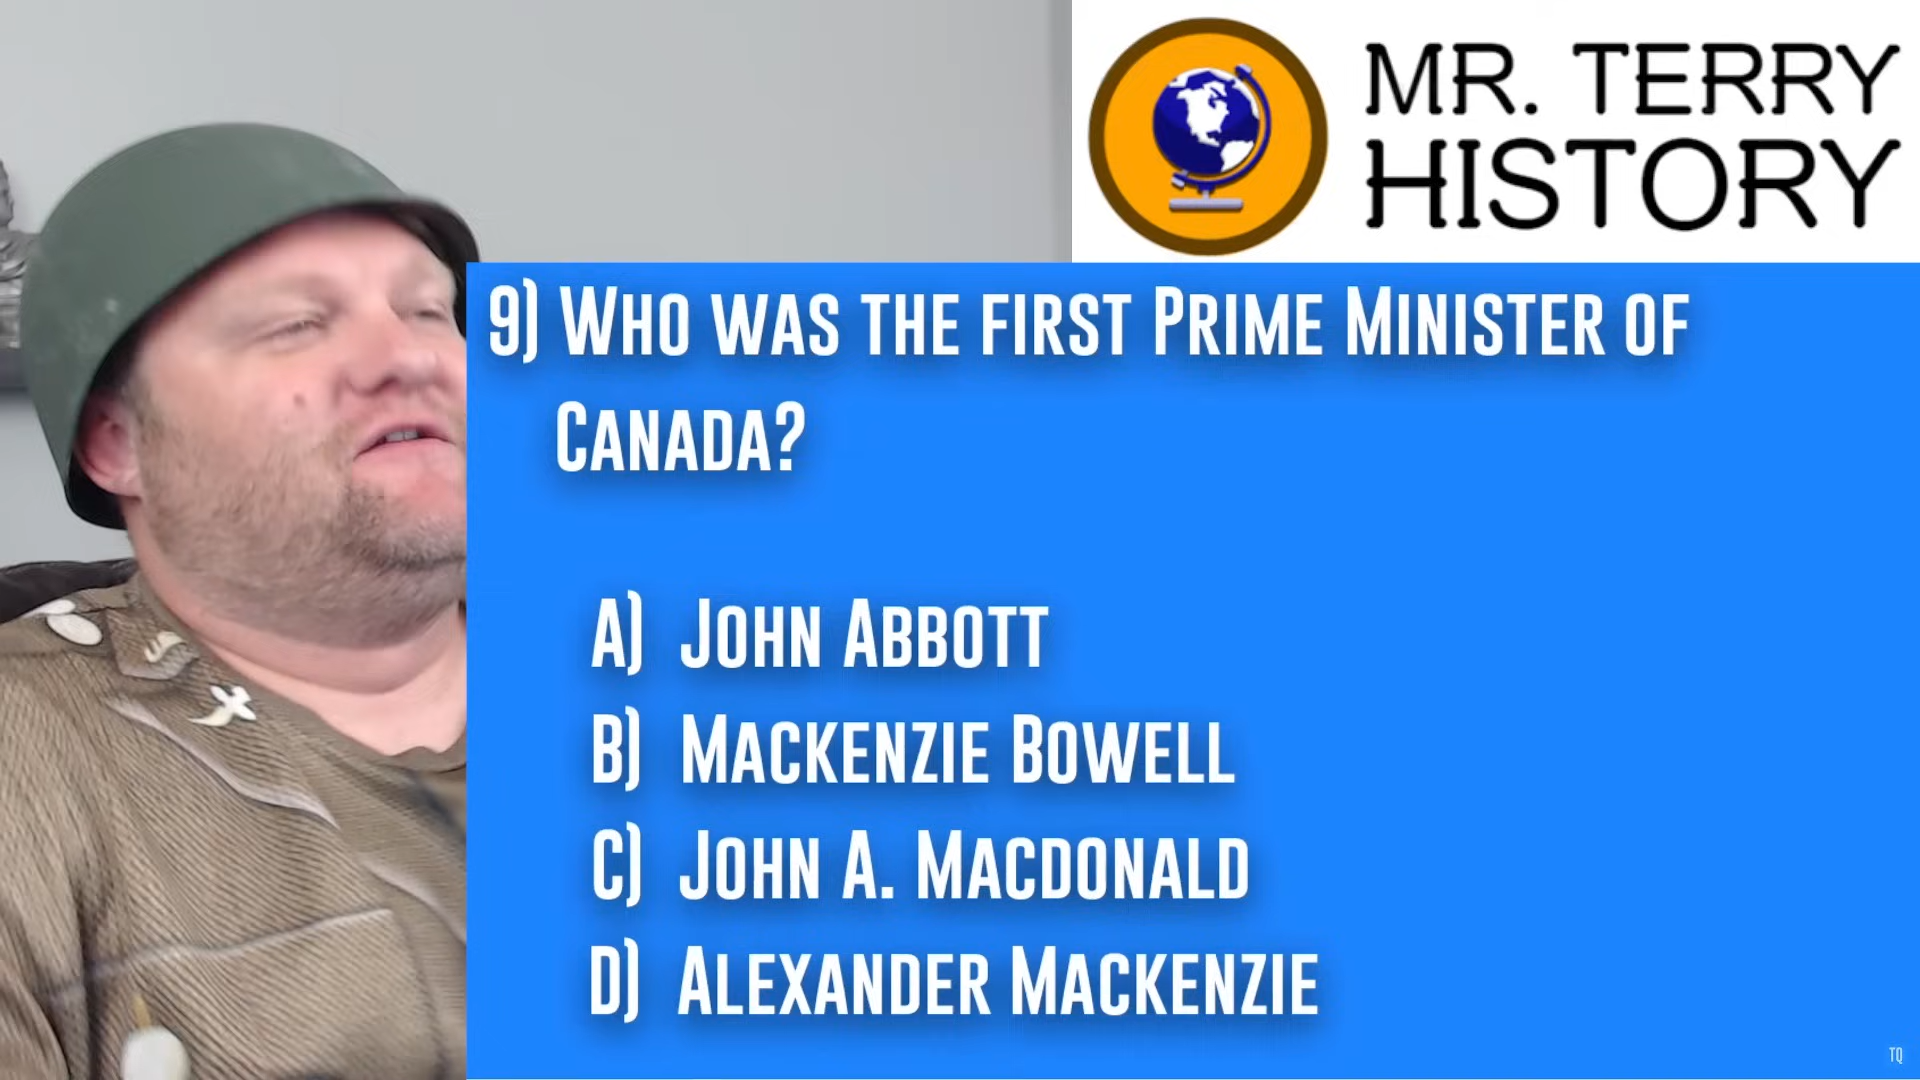 MR. TERRY
HISTORY
9) Who was the first Prime Minister of
Canada?
A) John Abbott
B) Mackenzie Bowell
C) John A. Macdonald
D) Alexander Mackenzie
TQ